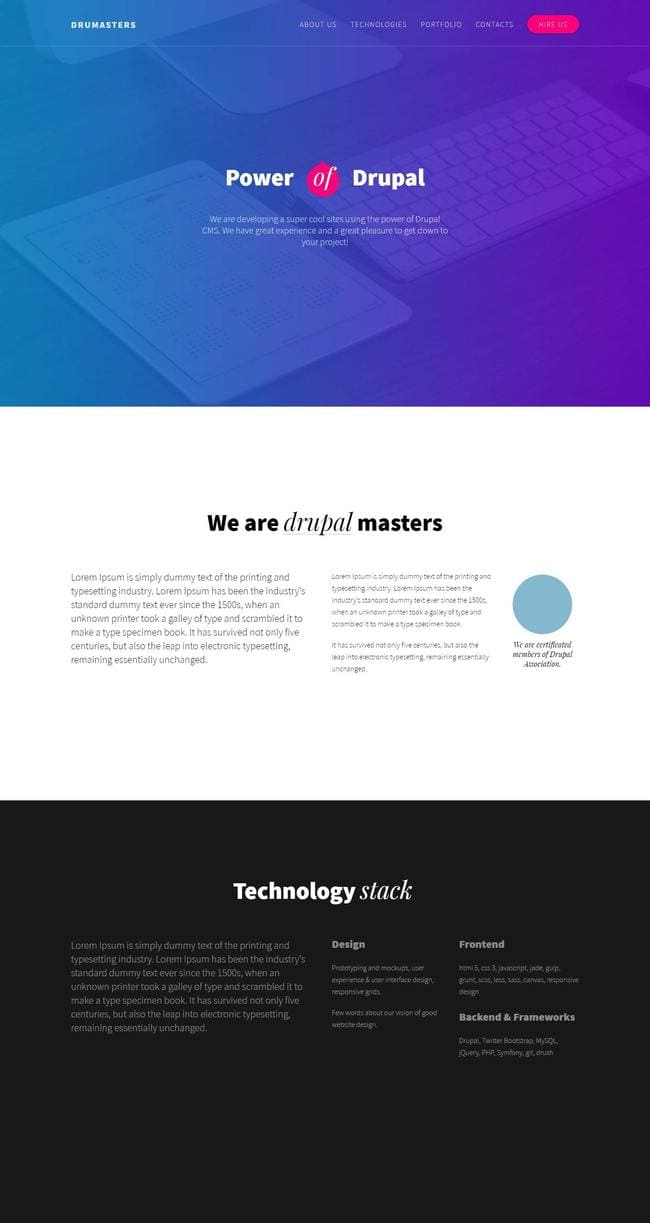 DRUMASTERS
ABOUT US TECHNOLOGIES PORTFOLIO CONTACTS HIRE US
Power of Drupal
We are developing a super cool sites using the power of Drupal
CMS. We have great experience and a great pleasure to get down to
your project!
We are drupal masters
Lorem Ipsum is simply dummy text of the printing and
typesetting industry. Lorem Ipsum has been the industry's
standard dummy text ever since the 1500s, when an
unknown printer took a galley of type and scrambled it to
make a type specimen book. It has survived not only five
centuries, but also the leap into electronic typesetting,
remaining essentially unchanged.
Lorem Ipsum is simply dummy text of the printing and
typesetting industry. Lorem Ipsum has been the
industry's standard dummy text ever since the 1500s,
when an unknown printer took a galley of type and
scrambled it to make a type specimen book.
It has survived not only five centuries, but also the
leap into electronic typesetting, remaining essentially
unchanged.
We are certificated
members of Drupal
Association.
Technology stack
Lorem Ipsum is simply dummy text of the printing and
typesetting industry. Lorem Ipsum has been the industry's
standard dummy text ever since the 1500s, when an
unknown printer took a galley of type and scrambled it to
make a type specimen book. It has survived not only five
centuries, but also the leap into electronic typesetting,
remaining essentially unchanged.
Design
Prototyping and mockups, user
experience & user interface design,
responsive grids.
Few words about our vision of good
website design.
Frontend
html 5, css 3, javascript, jade, gulp,
grunt, scss, less, sass, canvas, responsive
design
Backend & Frameworks
Drupal, Twitter Bootstrap, MySQL,
jQuery, PHP, Symfony, git, drush